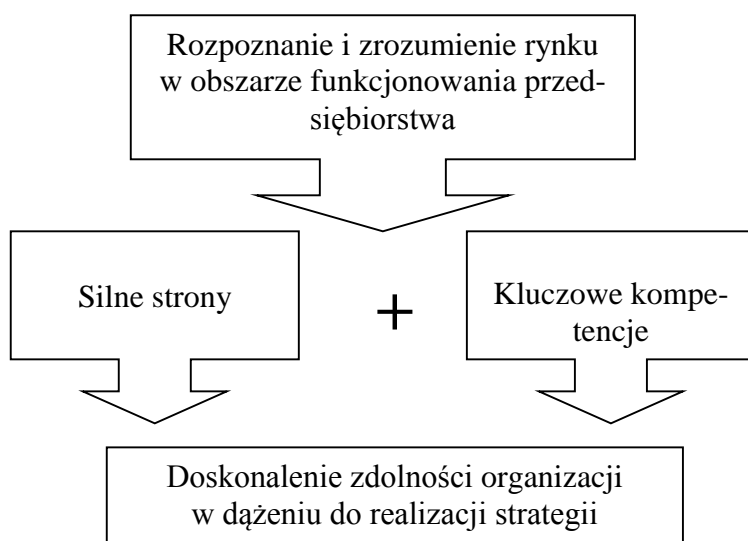 Rozpoznanie i zrozumienie rynku
w obszarze funkcjonowania przed-
siębiorstwa
Silne strony
+
Kluczowe kompe-
tencje
Doskonalenie zdolności organizacji
w dążeniu do realizacji strategii